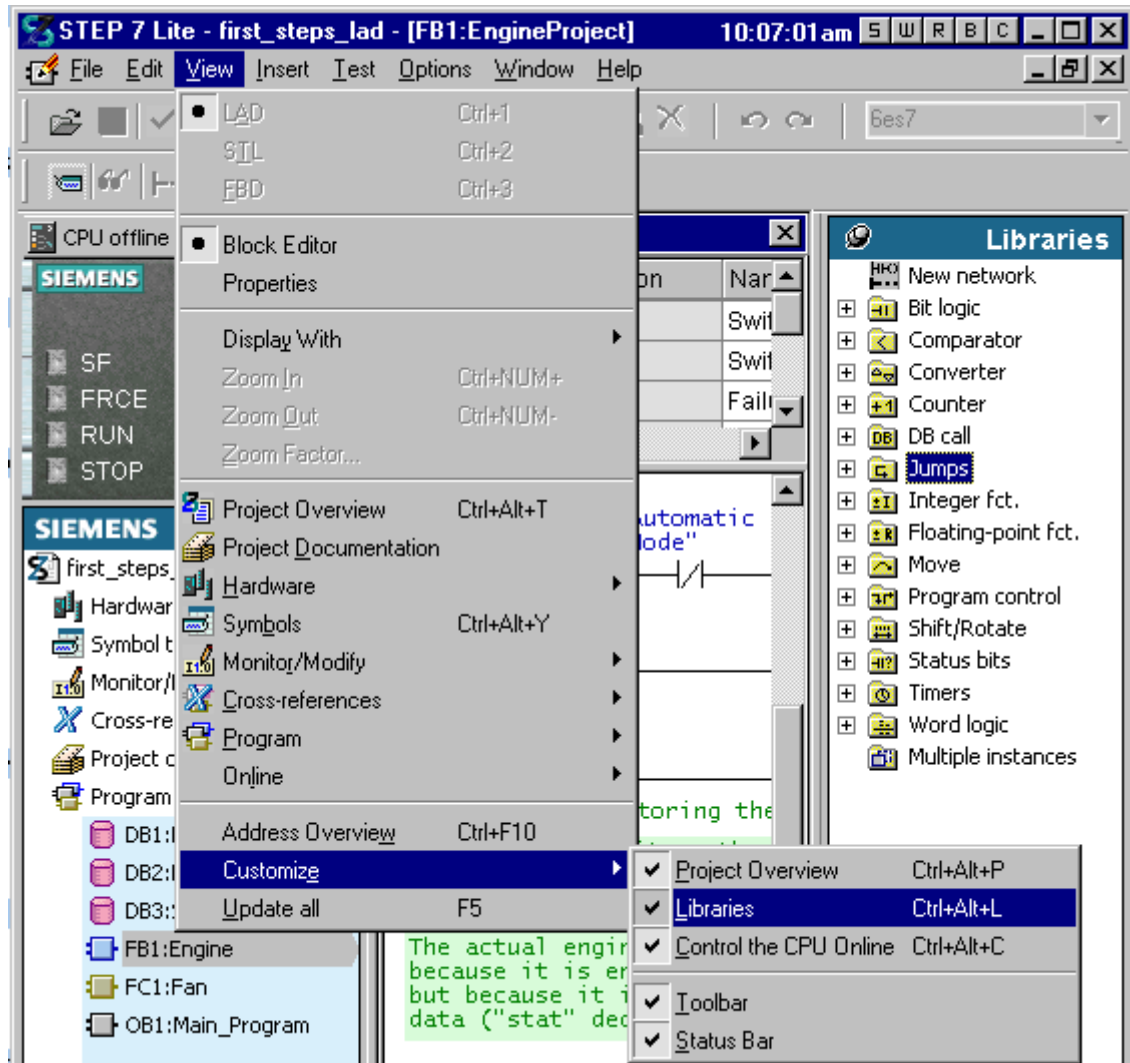 STEP 7 Lite - first_steps_lad - [FB1:EngineProject] 10:07:01am S W R B C
File Edit View Insert Test Options Window Help
6es7
LAD Ctrl+1
STL Ctrl+2
FBD Ctrl+3
Block Editor
Properties
Display With
Zoom In Ctrl+NUM+
Zoom Out Ctrl+NUM-
Zoom Factor...
Project Overview Ctrl+Alt+T
Project Documentation
Hardware
Symbols Ctrl+Alt+Y
Monitor/Modify
Cross-references
Program
Online
Address Overview Ctrl+F10
Customize
Update all F5
Project Overview Ctrl+Alt+P
Libraries Ctrl+Alt+L
Control the CPU Online Ctrl+Alt+C
Toolbar
Status Bar
CPU offline
SIEMENS
SF
FRCE
RUN
STOP
SIEMENS
first_steps_
Hardwar
Symbol t
Monitor/
Cross-re
Project
Program
DB1:
DB2:
DB3:
FB1:Engine
FC1:Fan
OB1:Main_Program
on Nar
Swit
Swit
Failu
utomatic
ode"
toring the
The actual engin
because it is en
but because it i
data ("stat" dec
Libraries
New network
Bit logic
Comparator
Converter
Counter
DB call
Jumps
Integer fct.
Floating-point fct.
Move
Program control
Shift/Rotate
Status bits
Timers
Word logic
Multiple instances